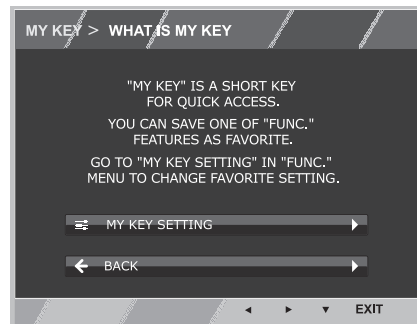 MY KEY > WHAT IS MY KEY
"MY KEY" IS A SHORT KEY
FOR QUICK ACCESS.
YOU CAN SAVE ONE OF "FUNC."
FEATURES AS FAVORITE.
GO TO "MY KEY SETTING" IN "FUNC."
MENU TO CHANGE FAVORITE SETTING.
MY KEY SETTING
BACK
EXIT